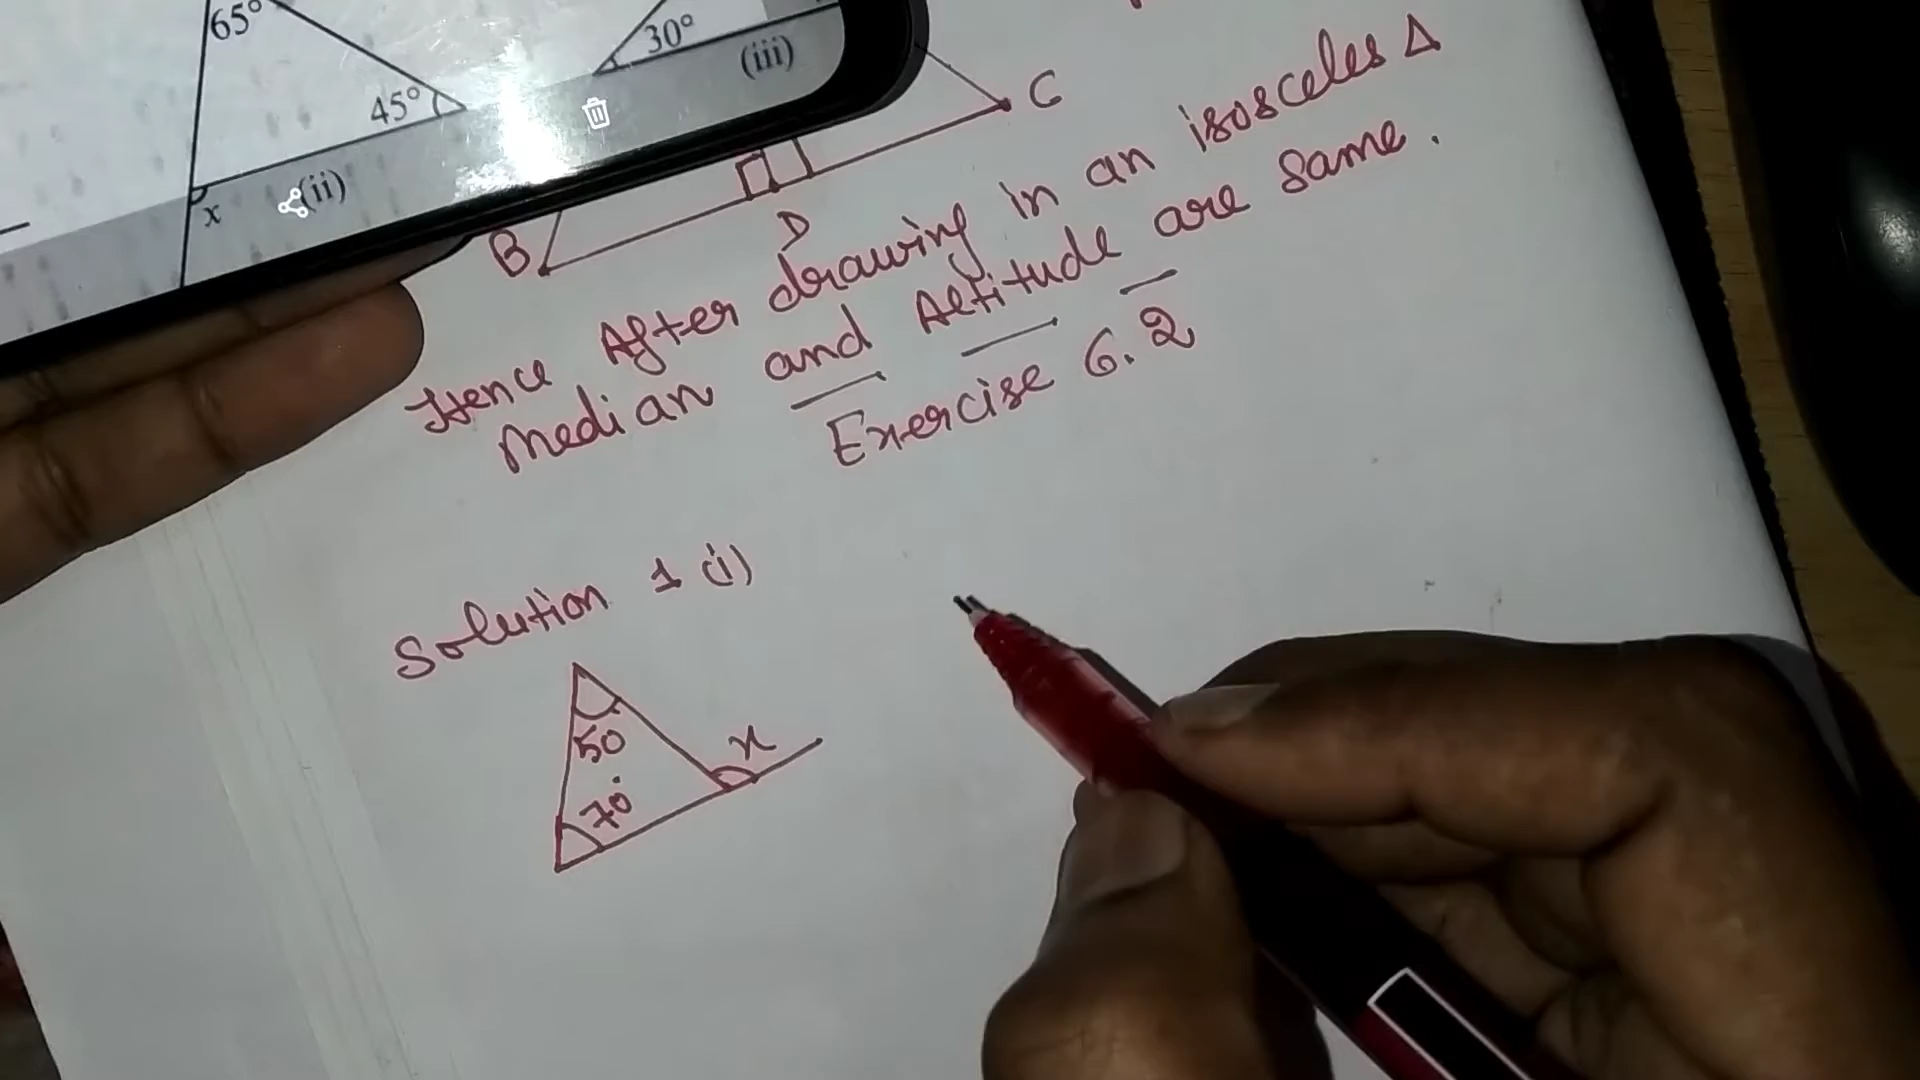 65°
30°
(iii)
45°
x
(ii)
C
B
D
Hence After drawing in an isosceles Δ
Median and Altitude are same.
Exercise 6.2
Solution 1 (i)
50
70°
x